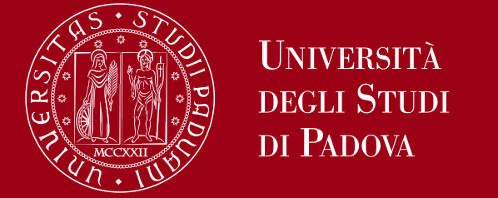 UNIVERSITAS · STUDII PADUANI ·
MCCXXII
UNIVERSITÀ
DEGLI STUDI
DI PADOVA